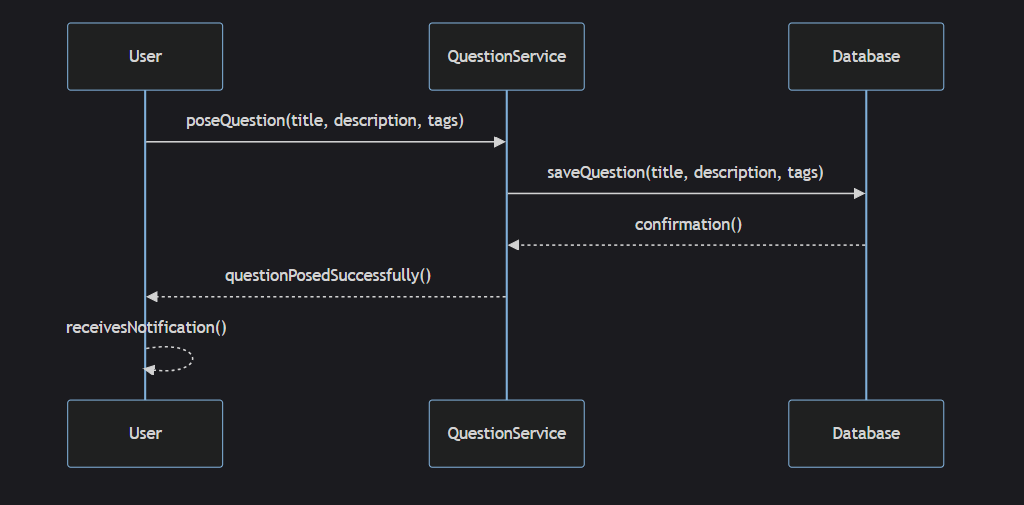 User
QuestionService
Database
poseQuestion(title, description, tags)
saveQuestion(title, description, tags)
confirmation()
questionPosedSuccessfully()
receivesNotification()
User
QuestionService
Database